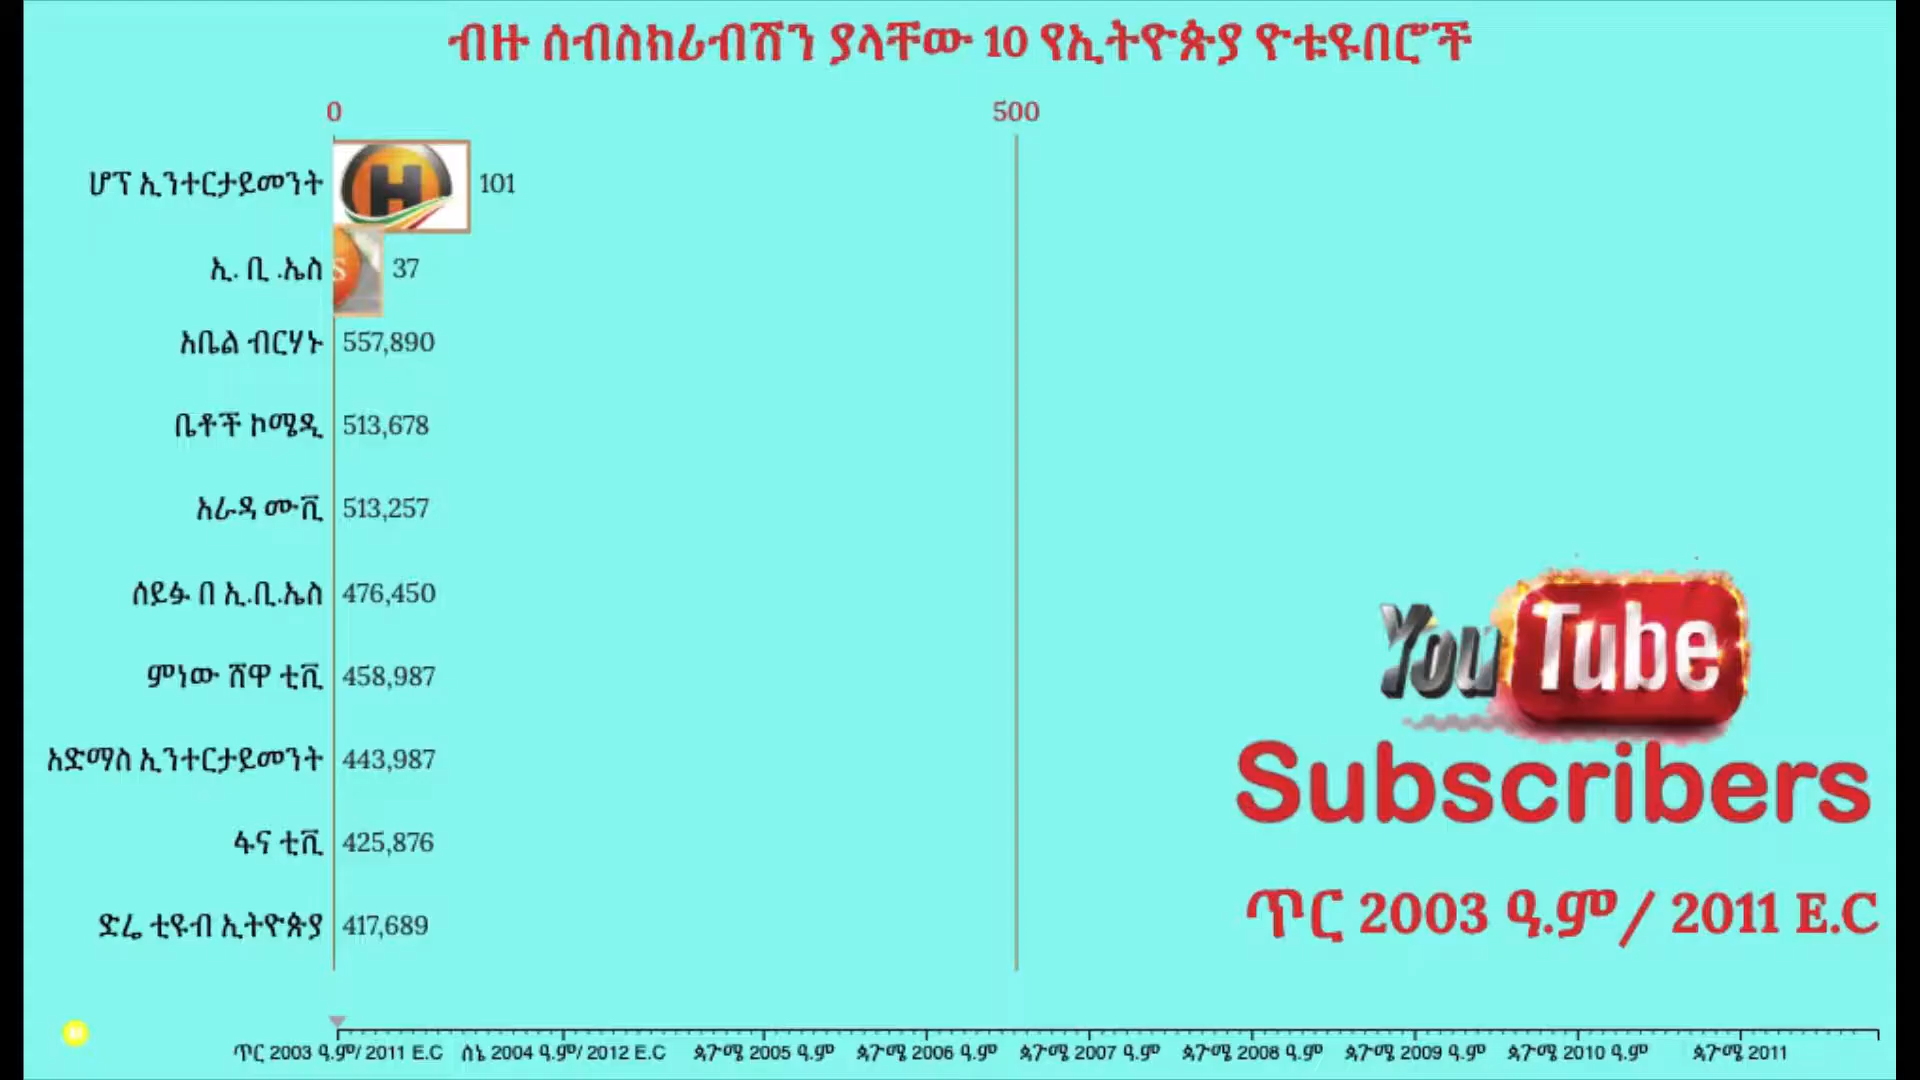 ብዙ ሰብስክሪብሽን ያላቸው 10 የኢትዮጵያ ዮቱዩበሮች
0 500
ሆፕ ኢንተርታይመንት 101
ኢ. ቢ .ኤስ 37
አቤል ብርሃኑ 557,890
ቤቶች ኮሜዲ 513,678
አራዳ ሙቪ 513,257
ሰይፉ በ ኢ.ቢ.ኤስ 476,450
ምነው ሸዋ ቲቪ 458,987
አድማስ ኢንተርታይመንት 443,987
ፋና ቲቪ 425,876
ድሬ ቲዩብ ኢትዮጵያ 417,689
H
S
YouTube
Subscribers
ጥር 2003 ዓ.ም/ 2011 E.C
ጥር 2003 ዓ.ም/ 2011 E.C ሰኔ 2004 ዓ.ም/ 2012 E.C ጳጉሜ 2005 ዓ.ም ጳጉሜ 2006 ዓ.ም ጳጉሜ 2007 ዓ.ም ጳጉሜ 2008 ዓ.ም ጳጉሜ 2009 ዓ.ም ጳጉሜ 2010 ዓ.ም ጳጉሜ 2011